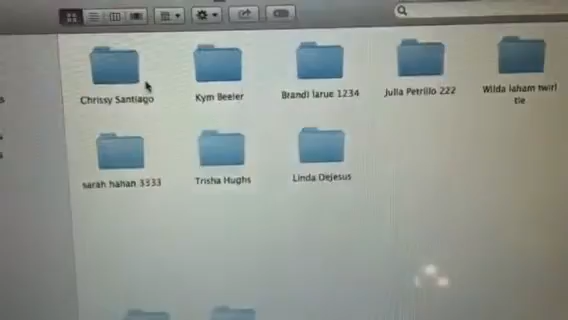 Chrissy Santiago
Kym Beeler
Brandi larue 1234
Julia Petrillo 222
Wilda laham twirl
tie
sarah hahan 3333
Trisha Hughs
Linda Dejesus